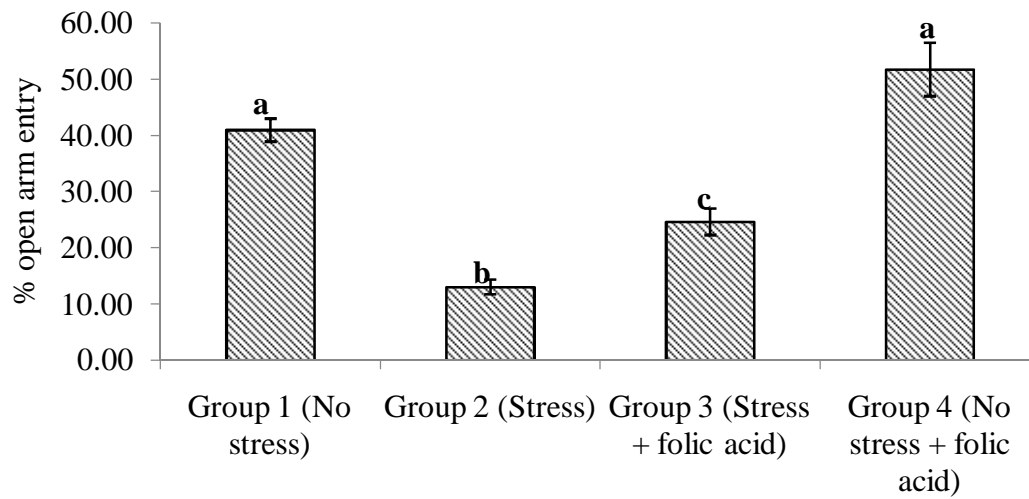 60.00
50.00
40.00
30.00
20.00
10.00
0.00
% open arm entry
a
b
c
a
Group 1 (No
stress)
Group 2 (Stress)
Group 3 (Stress
+ folic acid)
Group 4 (No
stress + folic
acid)